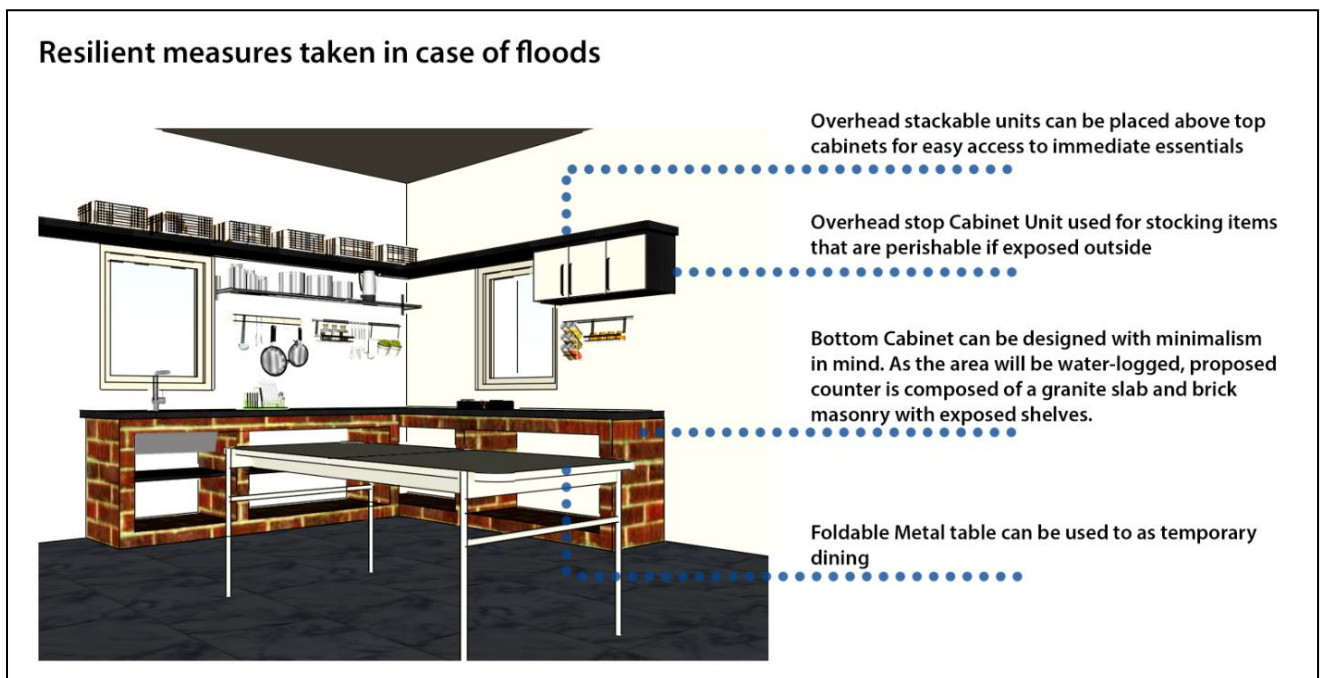 Resilient measures taken in case of floods
Overhead stackable units can be placed above top
cabinets for easy access to immediate essentials
Overhead stop Cabinet Unit used for stocking items
that are perishable if exposed outside
Bottom Cabinet can be designed with minimalism
in mind. As the area will be water-logged, proposed
counter is composed of a granite slab and brick
masonry with exposed shelves.
Foldable Metal table can be used to as temporary
dining